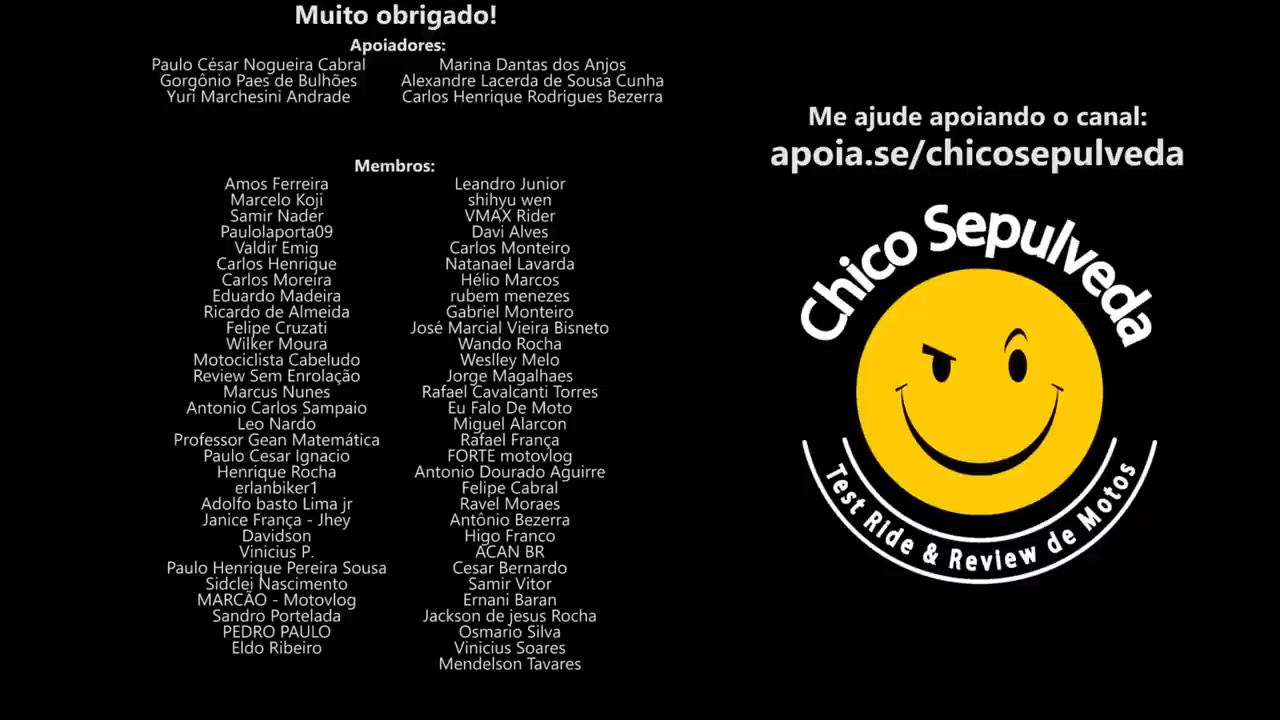 Muito obrigado!
Apoiadores:
Paulo César Nogueira Cabral
Gorgônio Paes de Bulhões
Yuri Marchesini Andrade
Marina Dantas dos Anjos
Alexandre Lacerda de Sousa Cunha
Carlos Henrique Rodrigues Bezerra
Membros:
Amos Ferreira
Marcelo Koji
Samir Nader
Paulolaporta09
Valdir Emig
Carlos Henrique
Carlos Moreira
Eduardo Madeira
Ricardo de Almeida
Felipe Cruzati
Wilker Moura
Motociclista Cabeludo
Review Sem Enrolação
Marcus Nunes
Antonio Carlos Sampaio
Leo Nardo
Professor Gean Matemática
Paulo Cesar Ignacio
Henrique Rocha
erlanbiker1
Adolfo basto Lima jr
Janice França - Jhey
Davidson
Vinicius P.
Paulo Henrique Pereira Sousa
Sidclej Nascimento
MARCÃO - Motovlog
Sandro Portelada
PEDRO PAULO
Eldo Ribeiro
Leandro Junior
shihyu wen
VMAX Rider
Davi Alves
Carlos Monteiro
Natanael Lavarda
Hélio Marcos
rubem menezes
Gabriel Monteiro
José Marcial Vieira Bisneto
Wando Rocha
Weslley Melo
Jorge Magalhaes
Rafael Cavalcanti Torres
Eu Falo De Moto
Miguel Alarcon
Rafael França
FORTE motovlog
Antonio Dourado Aguirre
Felipe Cabral
Ravel Moraes
Antônio Bezerra
Higo Franco
ACAN BR
Cesar Bernardo
Samir Vitor
Ernani Baran
Jackson de jesus Rocha
Osmario Silva
Vinicius Soares
Mendelson Tavares
Me ajude apoiando o canal:
apoia.se/chicosepulveda
Chico Sepulveda
Test Ride & Review de Motos